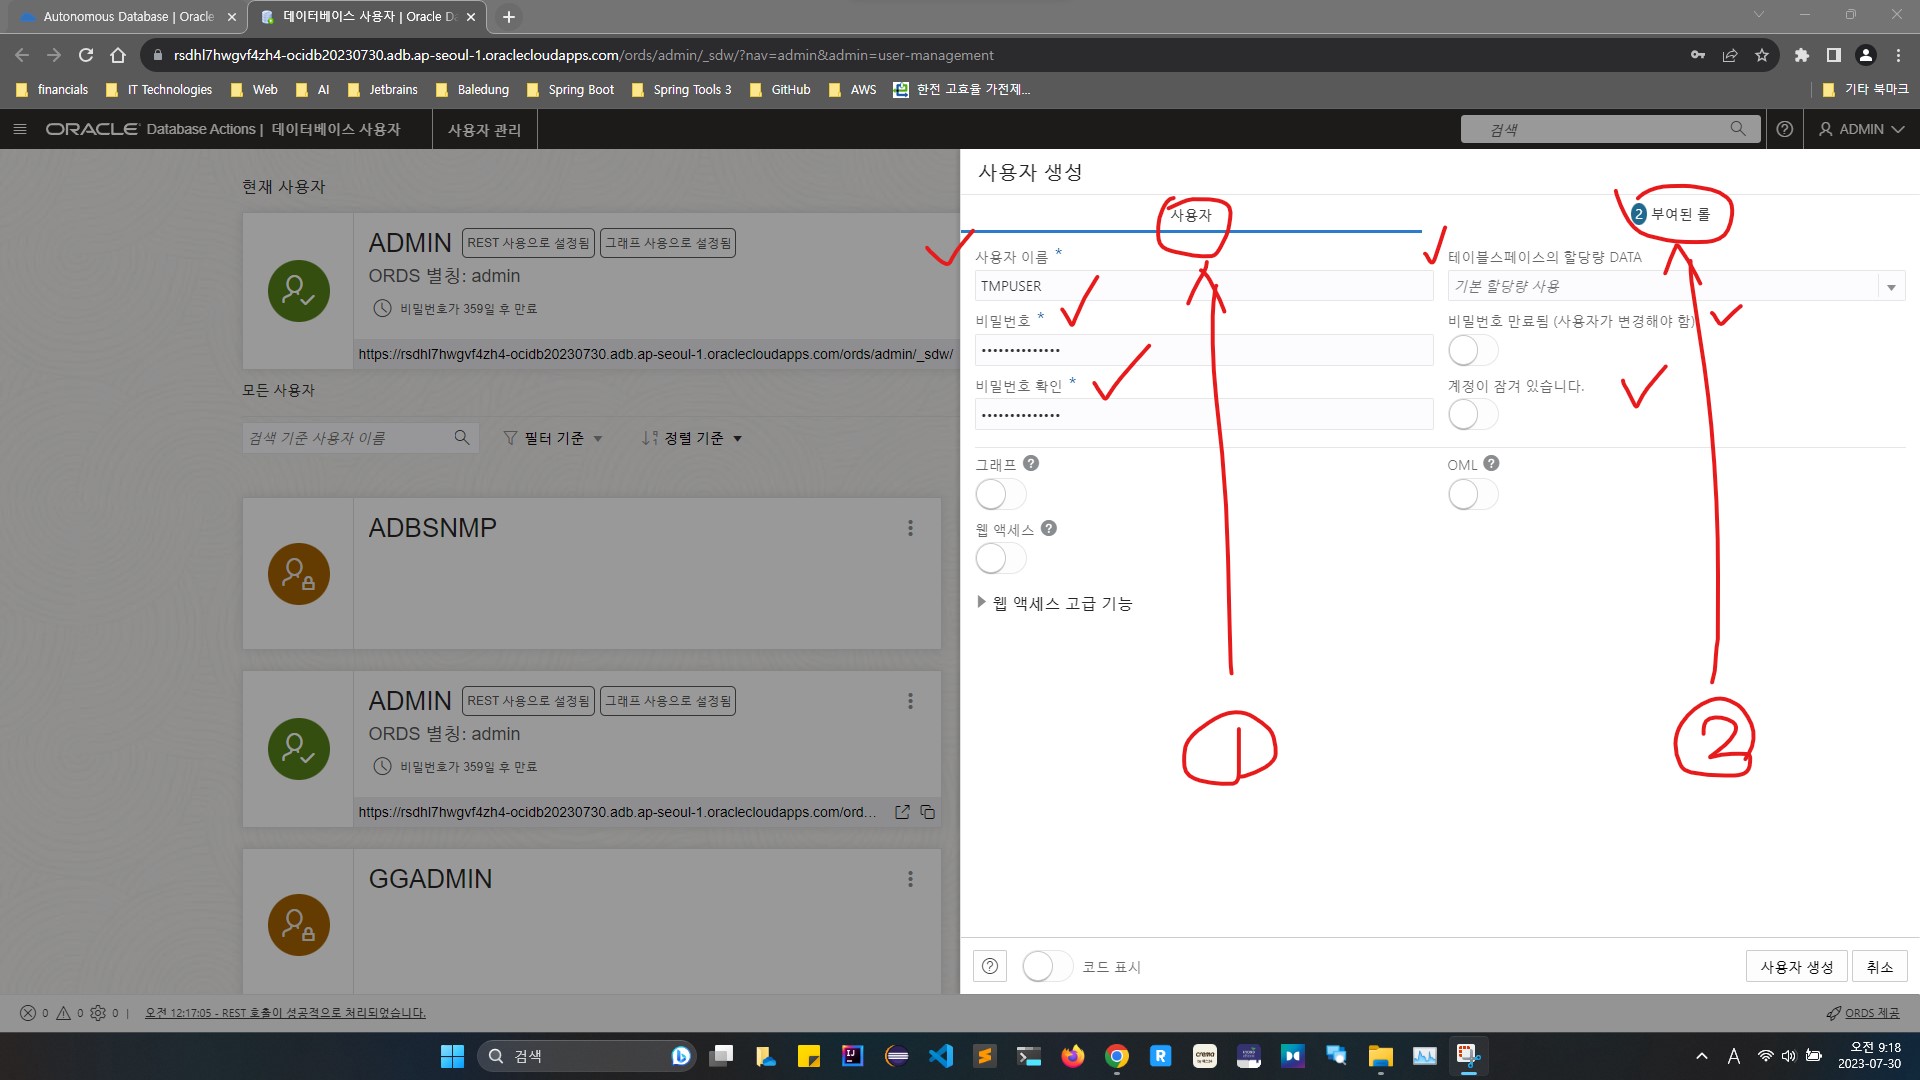 Autonomous Database | Oracle
데이터베이스 사용자 | Oracle Da
rsdhl7hwgvf4zh4-ocidb20230730.adb.ap-seoul-1.oraclecloudapps.com/ords/admin/_sdw/?nav=admin&admin=user-management
financials IT Technologies Web AI Jetbrains Baledung Spring Boot Spring Tools 3 GitHub AWS 한전 고효율 가전제... 기타 북마크
ORACLE Database Actions | 데이터베이스 사용자 사용자 관리 검색 ADMIN
현재 사용자
ADMIN REST 사용으로 설정됨 그래프 사용으로 설정됨
ORDS 별칭: admin
비밀번호가 359일 후 만료
https://rsdhl7hwgvf4zh4-ocidb20230730.adb.ap-seoul-1.oraclecloudapps.com/ords/admin/_sdw/
모든 사용자
검색 기준 사용자 이름 필터 기준 정렬 기준
ADBSNMP
ADMIN REST 사용으로 설정됨 그래프 사용으로 설정됨
ORDS 별칭: admin
비밀번호가 359일 후 만료
https://rsdhl7hwgvf4zh4-ocidb20230730.adb.ap-seoul-1.oraclecloudapps.com/ord...
GGADMIN
사용자 생성
사용자 2 부여된 롤
사용자 이름 * 테이블스페이스의 할당량 DATA
TMPUSER 기본 할당량 사용
비밀번호 * 비밀번호 만료됨 (사용자가 변경해야 함)
••••••••••••••
비밀번호 확인 * 계정이 잠겨 있습니다.
••••••••••••••
그래프 OML
웹 액세스
웹 액세스 고급 기능
1 2
코드 표시 사용자 생성 취소
0 0 0 | 오전 12:17:05 - REST 호출이 성공적으로 처리되었습니다. ORDS 제공
검색 A 오전 9:18
2023-07-30